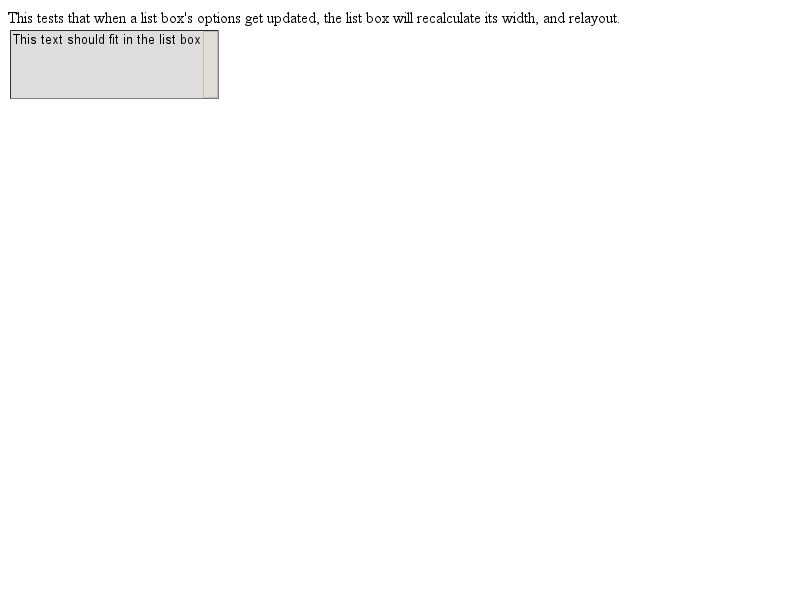 This tests that when a list box's options get updated, the list box will recalculate its width, and relayout.
This text should fit in the list box